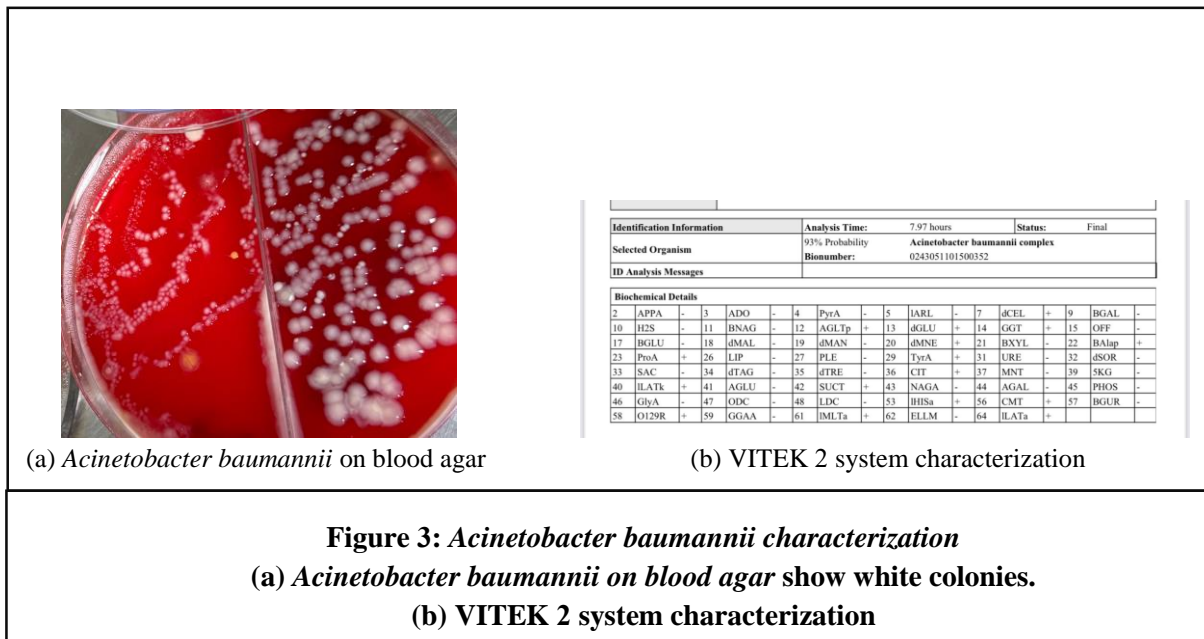 Identification Information Analysis Time: 7.97 hours Status: Final
Selected Organism 93% Probability Acinetobacter baumannii complex
Bionumber: 0243051101500352
ID Analysis Messages
Biochemical Details
2 APPA - 3 ADO - 4 PyrA - 5 lARL - 7 dCEL + 9 BGAL -
10 H2S - 11 BNAG - 12 AGLTp + 13 dGLU + 14 GGT + 15 OFF -
17 BGLU - 18 dMAL - 19 dMAN - 20 dMNE + 21 BXYL - 22 BAlap +
23 ProA + 26 LIP - 27 PLE - 29 TyrA + 31 URE - 32 dSOR -
33 SAC - 34 dTAG - 35 dTRE - 36 CIT + 37 MNT - 39 5KG -
40 lLATk + 41 AGLU - 42 SUCT + 43 NAGA - 44 AGAL - 45 PHOS -
46 GlyA - 47 ODC - 48 LDC - 53 lHISa + 56 CMT + 57 BGUR -
58 O129R + 59 GGAA - 61 lMLTa + 62 ELLM - 64 lLATa +
(a) Acinetobacter baumannii on blood agar
(b) VITEK 2 system characterization
Figure 3: Acinetobacter baumannii characterization
(a) Acinetobacter baumannii on blood agar show white colonies.
(b) VITEK 2 system characterization